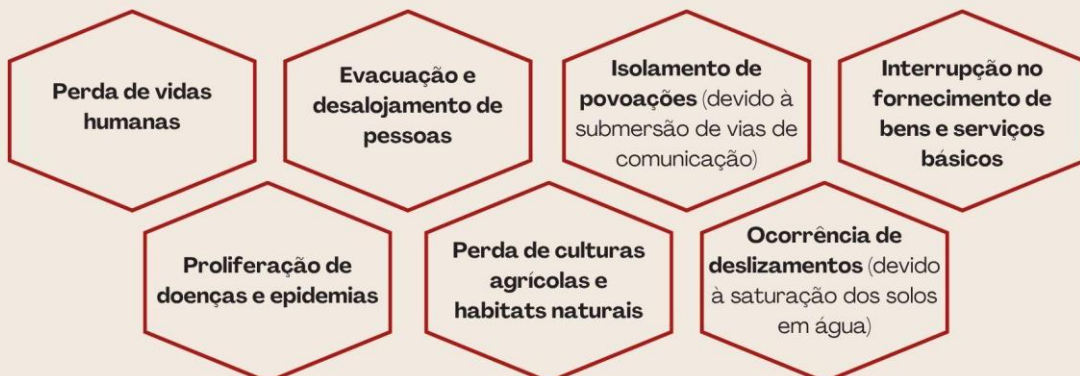 Perda de vidas
humanas
Evacuação e
desalojamento de
pessoas
Isolamento de
povoações (devido à
submersão de vias de
comunicação)
Interrupção no
fornecimento de
bens e serviços
básicos
Proliferação de
doenças e epidemias
Perda de culturas
agrícolas e
habitats naturais
Ocorrência de
deslizamentos (devido
à saturação dos solos
em água)